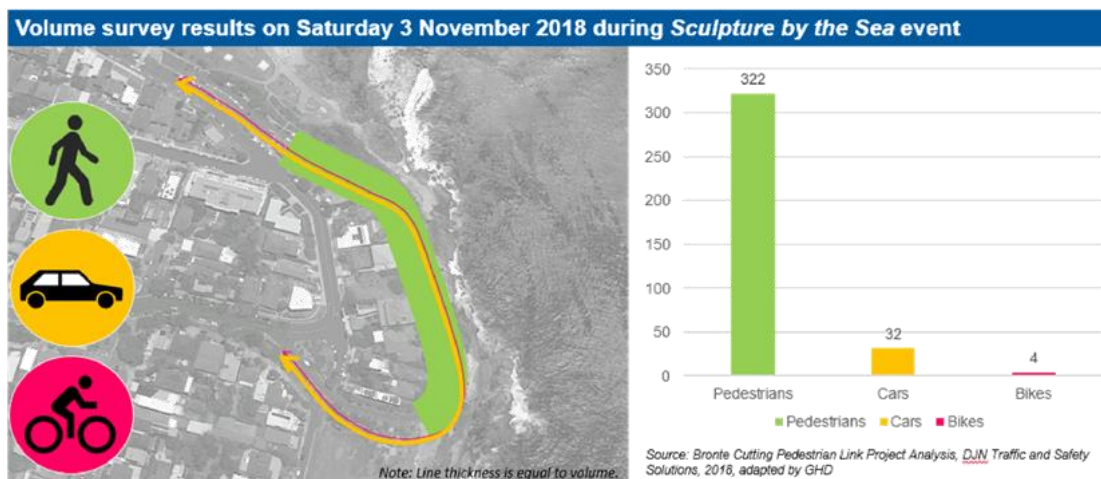 Volume survey results on Saturday 3 November 2018 during Sculpture by the Sea event
Note: Line thickness is equal to volume.
350
300
250
200
150
100
50
0
322
32
4
Pedestrians
Cars
Bikes
Pedestrians Cars Bikes
Source: Bronte Cutting Pedestrian Link Project Analysis, DJN Traffic and Safety
Solutions, 2018, adapted by GHD